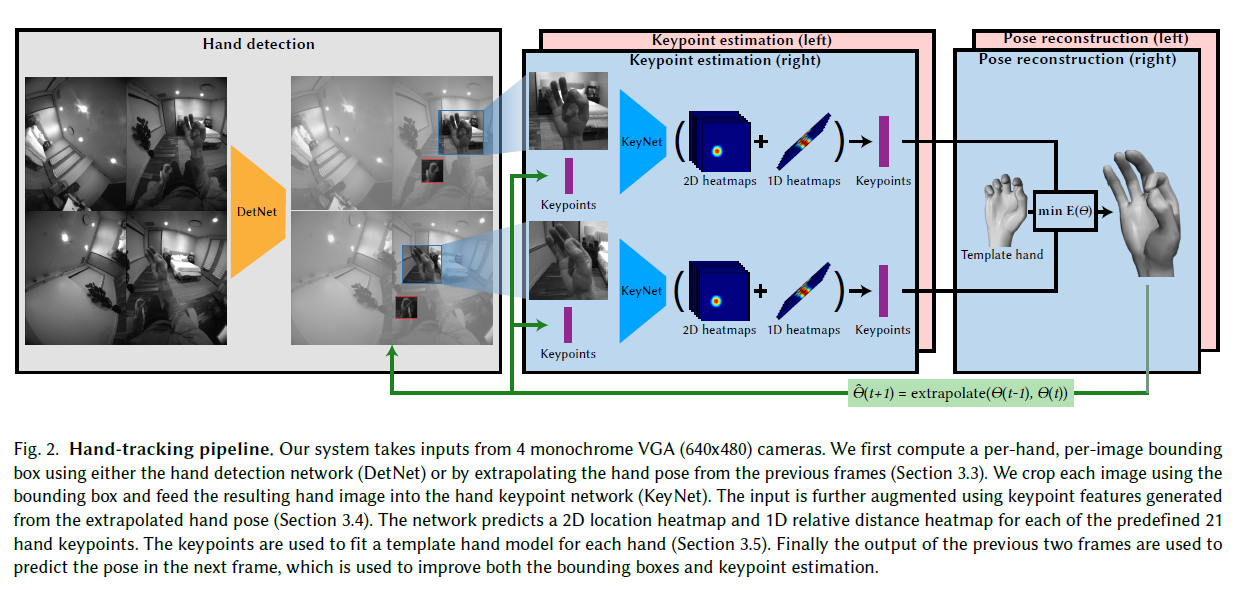 Hand detection
DetNet
Keypoint estimation (left)
Keypoint estimation (right)
KeyNet
2D heatmaps
1D heatmaps
Keypoints
Keypoints
KeyNet
2D heatmaps
1D heatmaps
Keypoints
Keypoints
Pose reconstruction (left)
Pose reconstruction (right)
Template hand
min E(Θ)
Θ̂(t+1) = extrapolate(Θ(t-1), Θ(t))
Fig. 2. Hand-tracking pipeline. Our system takes inputs from 4 monochrome VGA (640x480) cameras. We first compute a per-hand, per-image bounding
box using either the hand detection network (DetNet) or by extrapolating the hand pose from the previous frames (Section 3.3). We crop each image using the
bounding box and feed the resulting hand image into the hand keypoint network (KeyNet). The input is further augmented using keypoint features generated
from the extrapolated hand pose (Section 3.4). The network predicts a 2D location heatmap and 1D relative distance heatmap for each of the predefined 21
hand keypoints. The keypoints are used to fit a template hand model for each hand (Section 3.5). Finally the output of the previous two frames are used to
predict the pose in the next frame, which is used to improve both the bounding boxes and keypoint estimation.